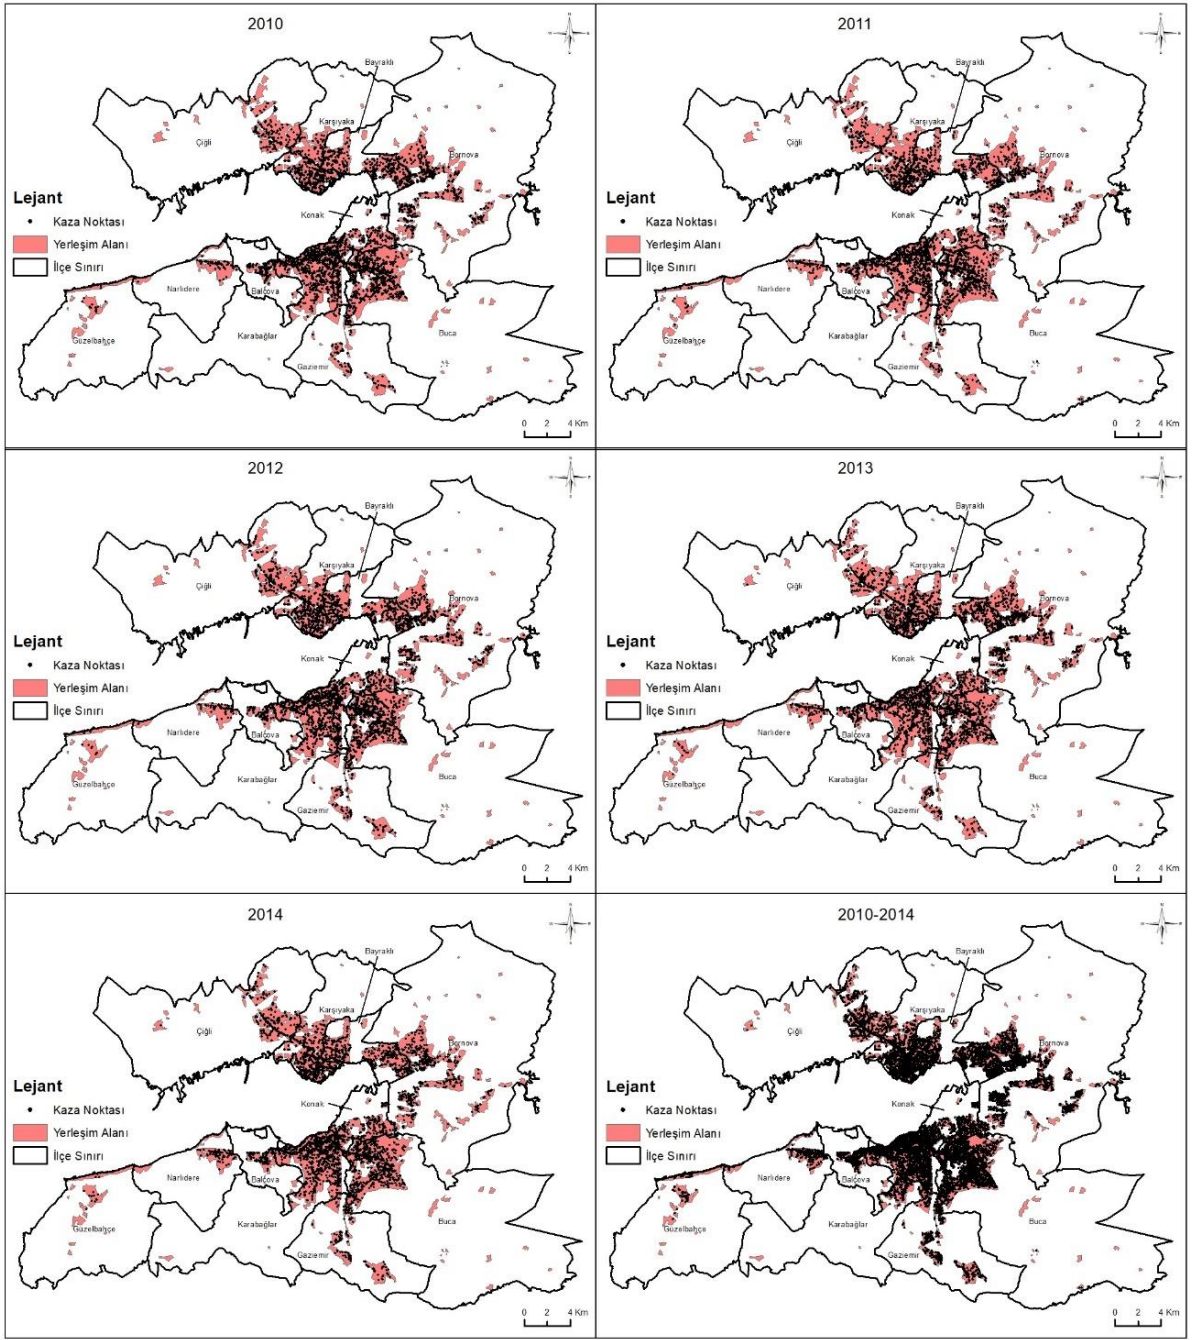 2010
Bayraklı
Karşıyaka
Çiğli
Bornova
Lejant
Kaza Noktası
Yerleşim Alanı
İlçe Sınırı
Konak
Narlıdere
Balçova
Güzelbahçe
Karabağlar
Buca
Gaziemir
0 2 4 Km
2011
Bayraklı
Karşıyaka
Çiğli
Bornova
Lejant
Kaza Noktası
Yerleşim Alanı
İlçe Sınırı
Konak
Narlıdere
Balçova
Güzelbahçe
Karabağlar
Buca
Gaziemir
0 2 4 Km
2012
Bayraklı
Karşıyaka
Çiğli
Bornova
Lejant
Kaza Noktası
Yerleşim Alanı
İlçe Sınırı
Konak
Narlıdere
Balçova
Güzelbahçe
Karabağlar
Buca
Gaziemir
0 2 4 Km
2013
Bayraklı
Karşıyaka
Çiğli
Bornova
Lejant
Kaza Noktası
Yerleşim Alanı
İlçe Sınırı
Konak
Narlıdere
Balçova
Güzelbahçe
Karabağlar
Buca
Gaziemir
0 2 4 Km
2014
Bayraklı
Karşıyaka
Çiğli
Bornova
Lejant
Kaza Noktası
Yerleşim Alanı
İlçe Sınırı
Konak
Narlıdere
Balçova
Güzelbahçe
Karabağlar
Buca
Gaziemir
0 2 4 Km
2010-2014
Bayraklı
Karşıyaka
Çiğli
Bornova
Lejant
Kaza Noktası
Yerleşim Alanı
İlçe Sınırı
Konak
Narlıdere
Balçova
Güzelbahçe
Karabağlar
Buca
Gaziemir
0 2 4 Km